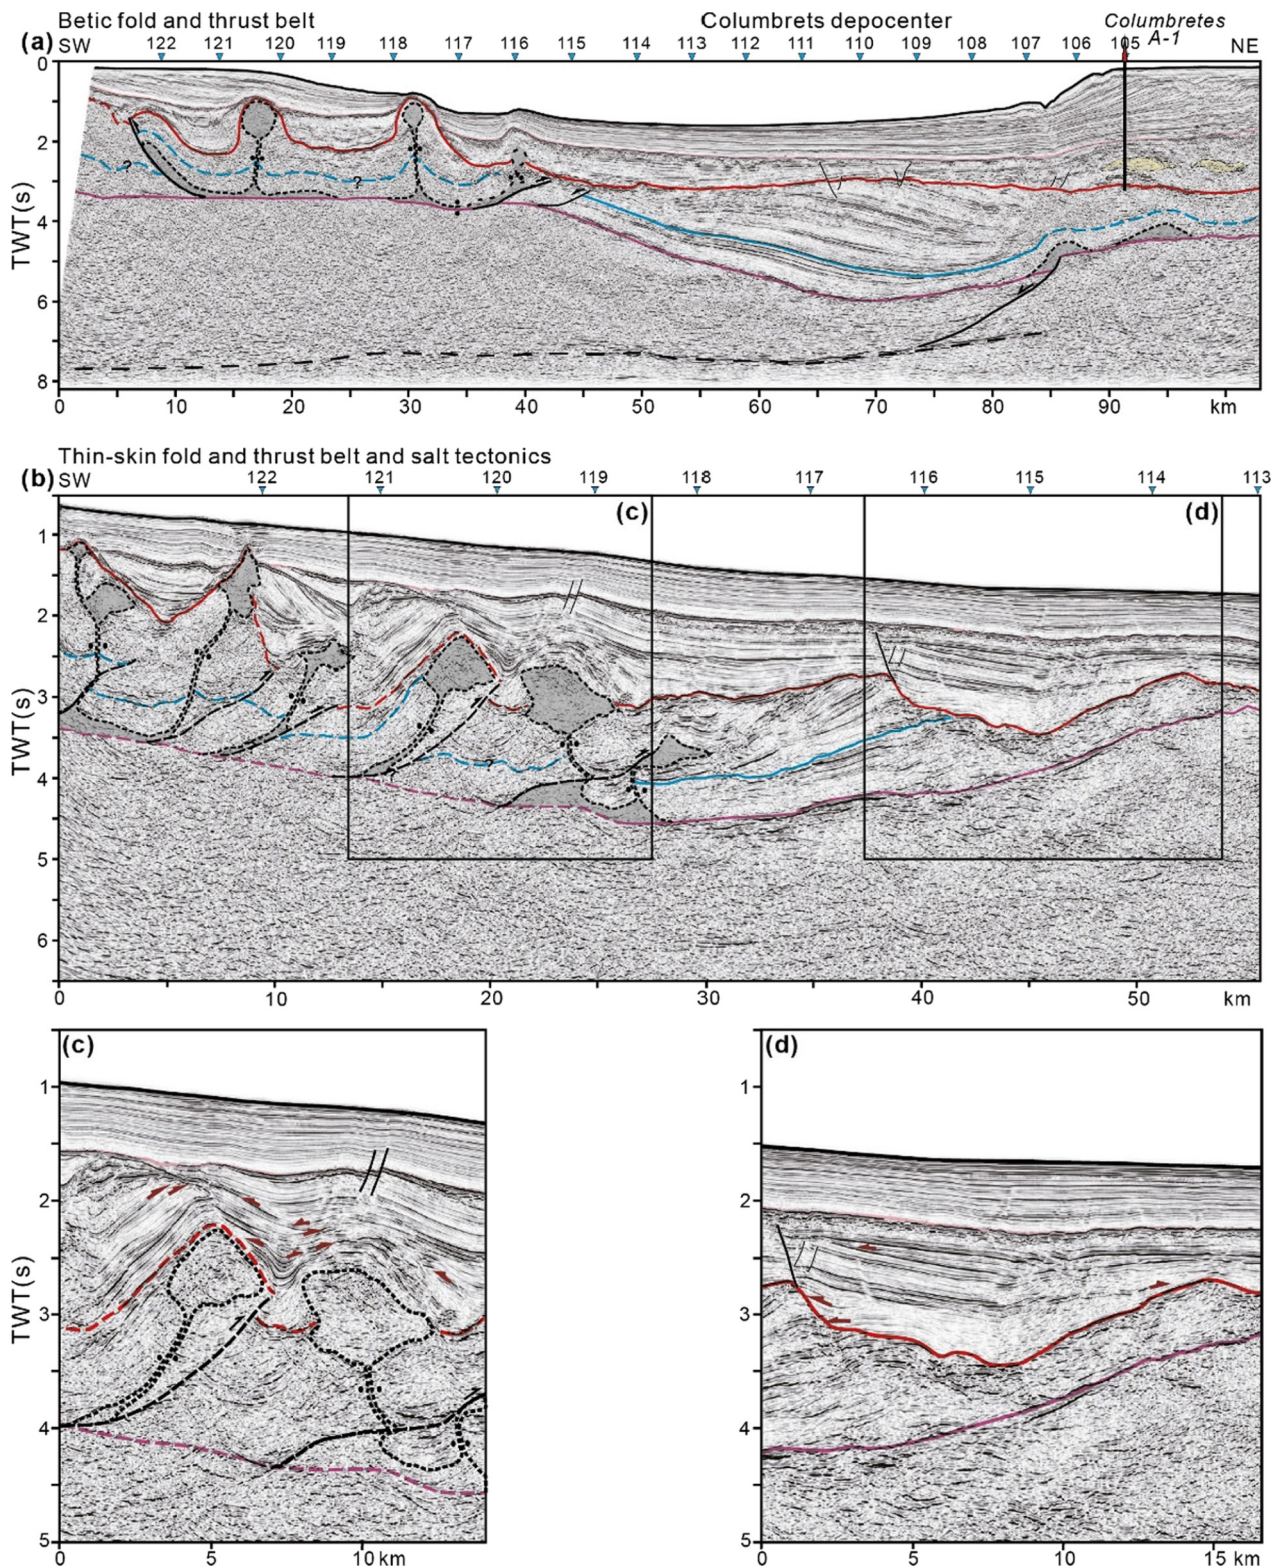 Betic fold and thrust belt Columbrets depocenter Columbretes
(a) SW 122 121 120 119 118 117 116 115 114 113 112 111 110 109 108 107 106 105 A-1 NE
0
2
4
6
8
TWT(s)
? ?
0 10 20 30 40 50 60 70 80 90 km
Thin-skin fold and thrust belt and salt tectonics
(b) SW 122 121 120 119 118 117 116 115 114 113
(c) (d)
1
2
3
4
5
6
TWT(s)
? ?
0 10 20 30 40 50 km
(c)
1
2
3
4
5
TWT(s)
0 5 10 km
(d)
1
2
3
4
5
0 5 10 15 km